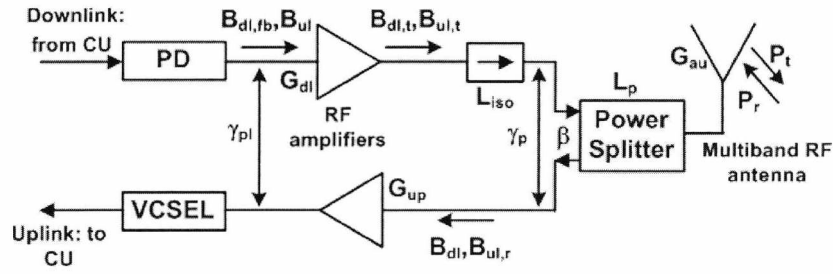 Downlink:
from CU
PD
B_dl,fb, B_ul
G_dl
RF
amplifiers
B_dl,t, B_ul,t
L_iso
γ_pl
γ_p
β
L_p
Power
Splitter
G_au
P_t
P_r
Multiband RF
antenna
VCSEL
G_up
B_dl, B_ul,r
Uplink: to
CU